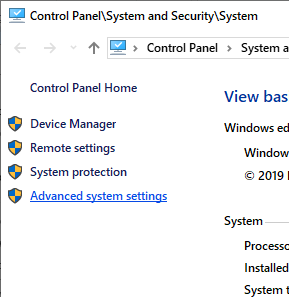 Control Panel\System and Security\System
Control Panel
System a
Control Panel Home
Device Manager
Remote settings
System protection
Advanced system settings
View bas
Windows ed
Window
© 2019
System
Processo
Installed
System t